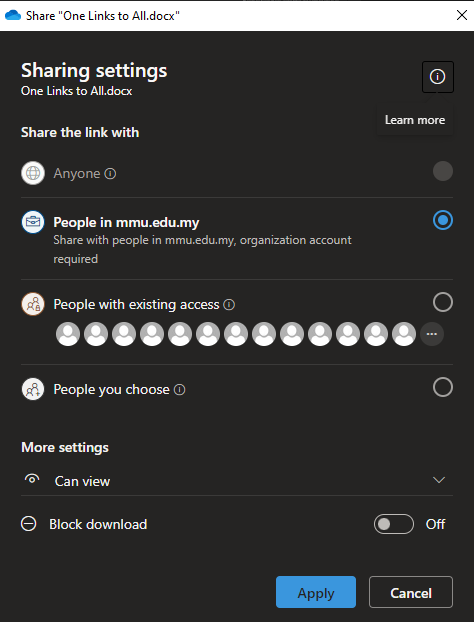 Share "One Links to All.docx"
Sharing settings
One Links to All.docx
Learn more
Share the link with
Anyone
People in mmu.edu.my
Share with people in mmu.edu.my, organization account
required
People with existing access
People you choose
More settings
Can view
Block download
Off
Apply
Cancel